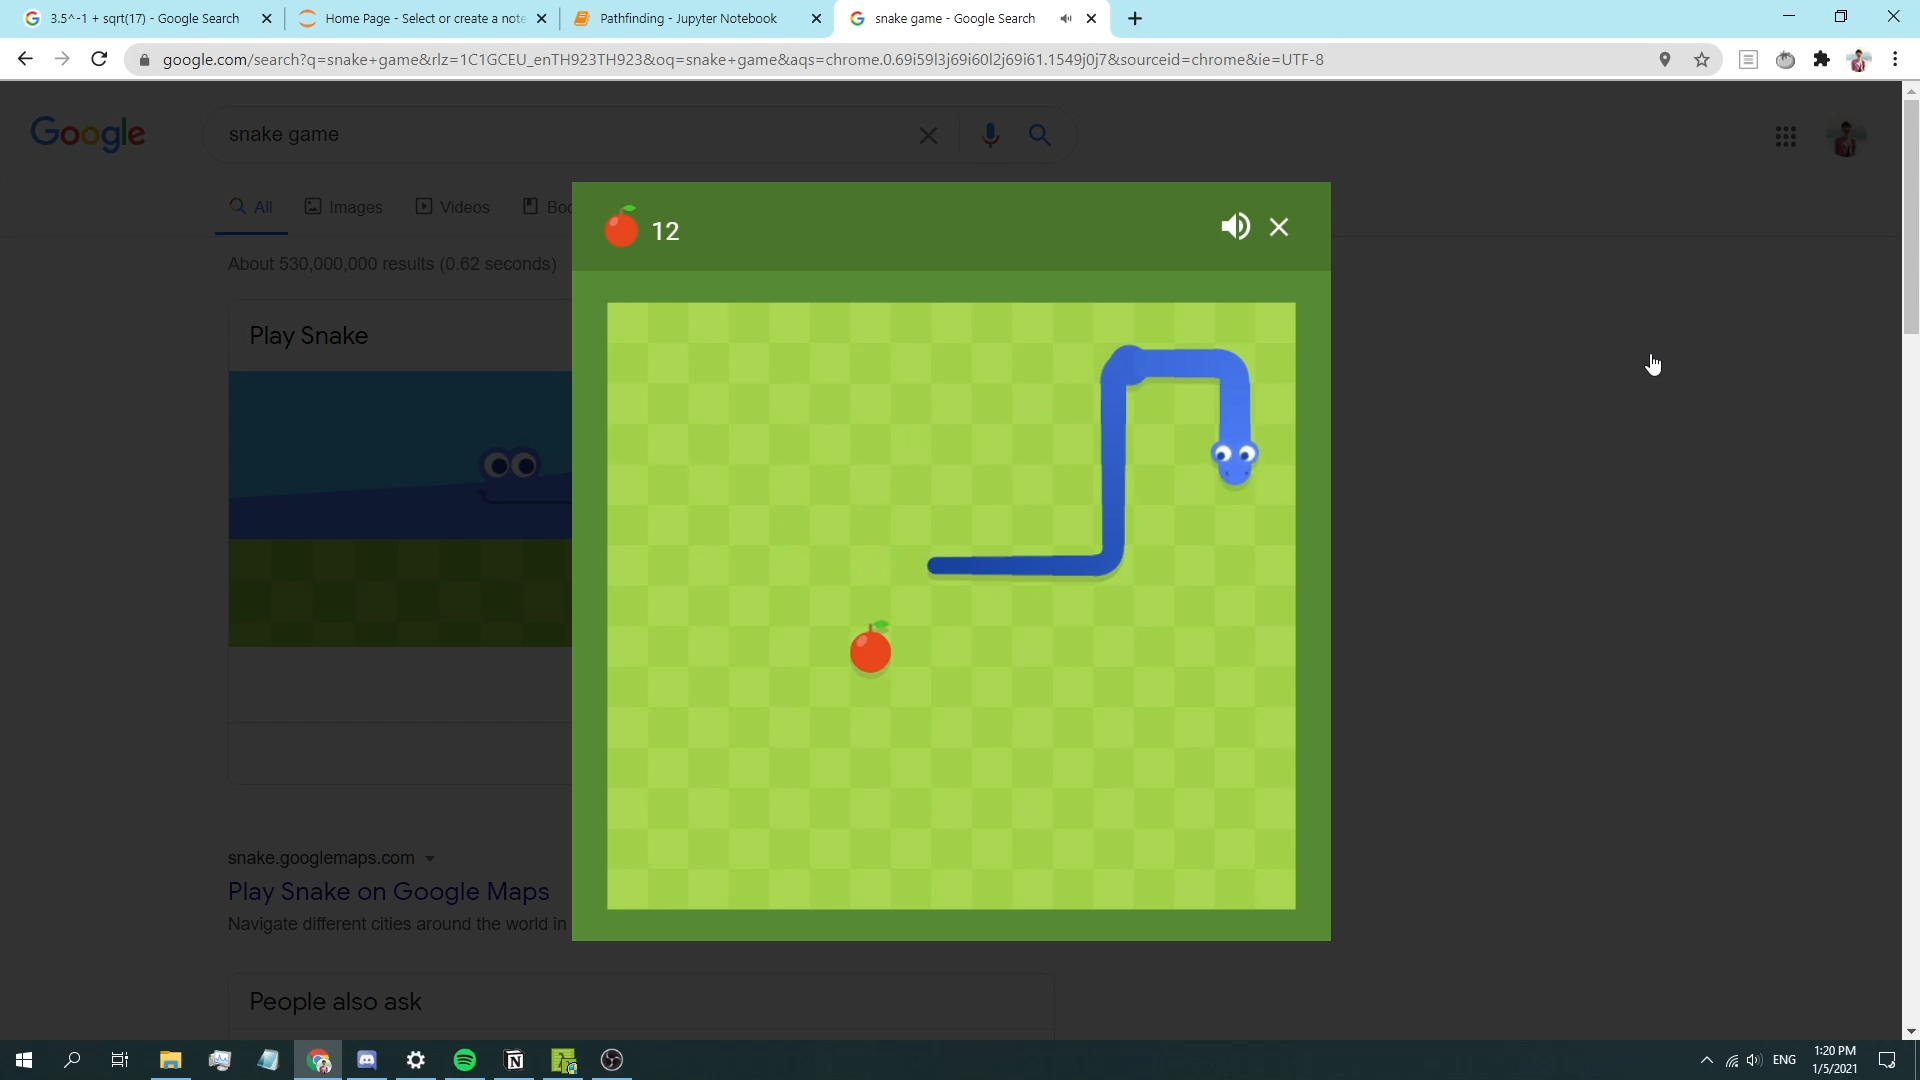 3.5^-1 + sqrt(17) - Google Search
Home Page - Select or create a note
Pathfinding - Jupyter Notebook
snake game - Google Search
google.com/search?q=snake+game&rlz=1C1GCEU_enTH923TH923&oq=snake+game&aqs=chrome.0.69i59l3j69i60l2j69i61.1549j0j7&sourceid=chrome&ie=UTF-8
Google
snake game
All
Images
Videos
Boo
About 530,000,000 results (0.62 seconds)
12
Play Snake
snake.googlemaps.com
Play Snake on Google Maps
Navigate different cities around the world in
People also ask
ENG
1:20 PM
1/5/2021